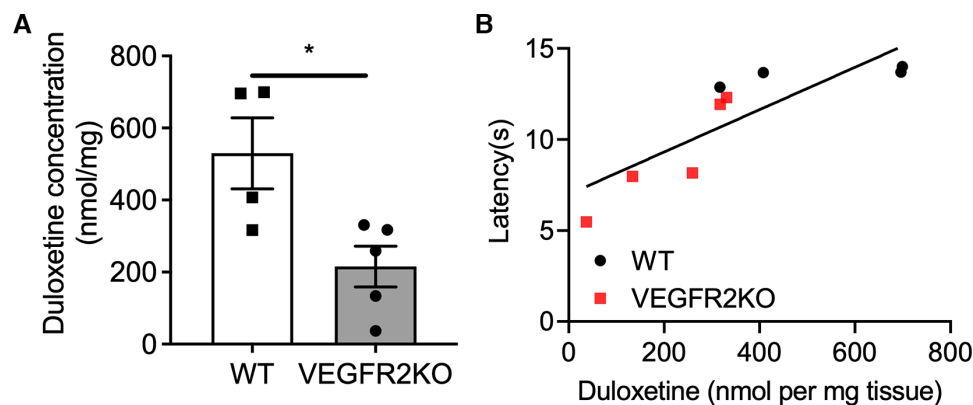 A
Duloxetine concentration
(nmol/mg)
800
600
400
200
0
*
WT
VEGFR2KO
B
Latency(s)
15
10
5
0
WT
VEGFR2KO
0
200
400
600
800
Duloxetine (nmol per mg tissue)